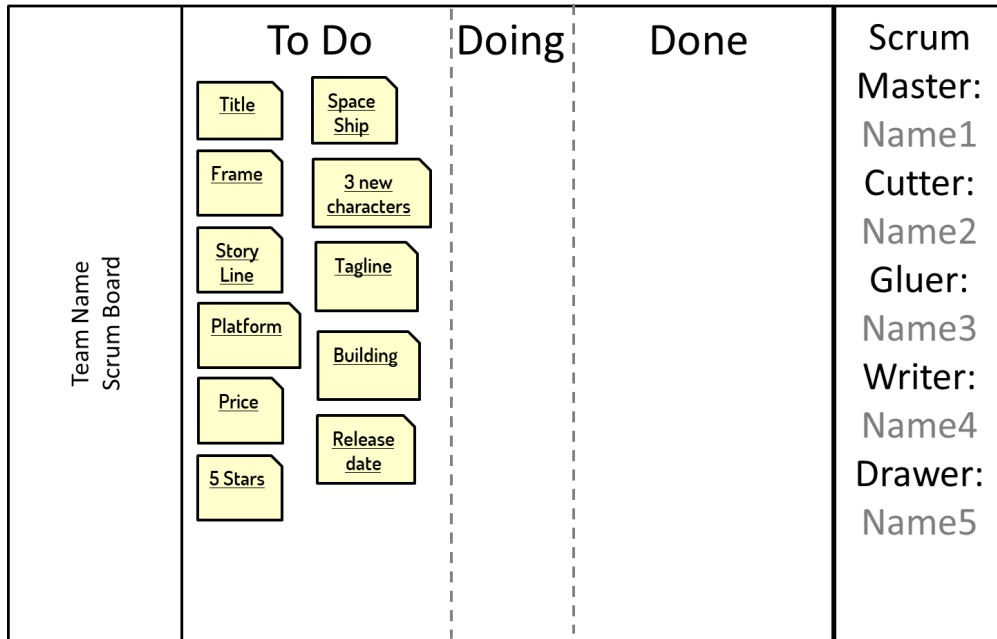 Team Name
Scrum Board
To Do
Doing
Done
Title
Frame
Story
Line
Platform
Price
5 Stars
Space
Ship
3 new
characters
Tagline
Building
Release
date
Scrum
Master:
Name1
Cutter:
Name2
Gluer:
Name3
Writer:
Name4
Drawer:
Name5